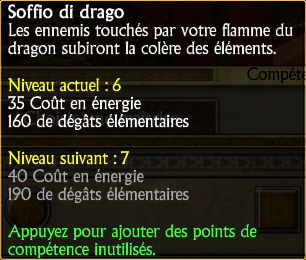 Soffio di drago
Les ennemis touchés par votre flamme du
dragon subiront la colère des éléments.
Compéte
Niveau actuel : 6
35 Coût en énergie
160 de dégâts élémentaires
Niveau suivant : 7
40 Coût en énergie
190 de dégâts élémentaires
Appuyez pour ajouter des points de
compétence inutilisés.